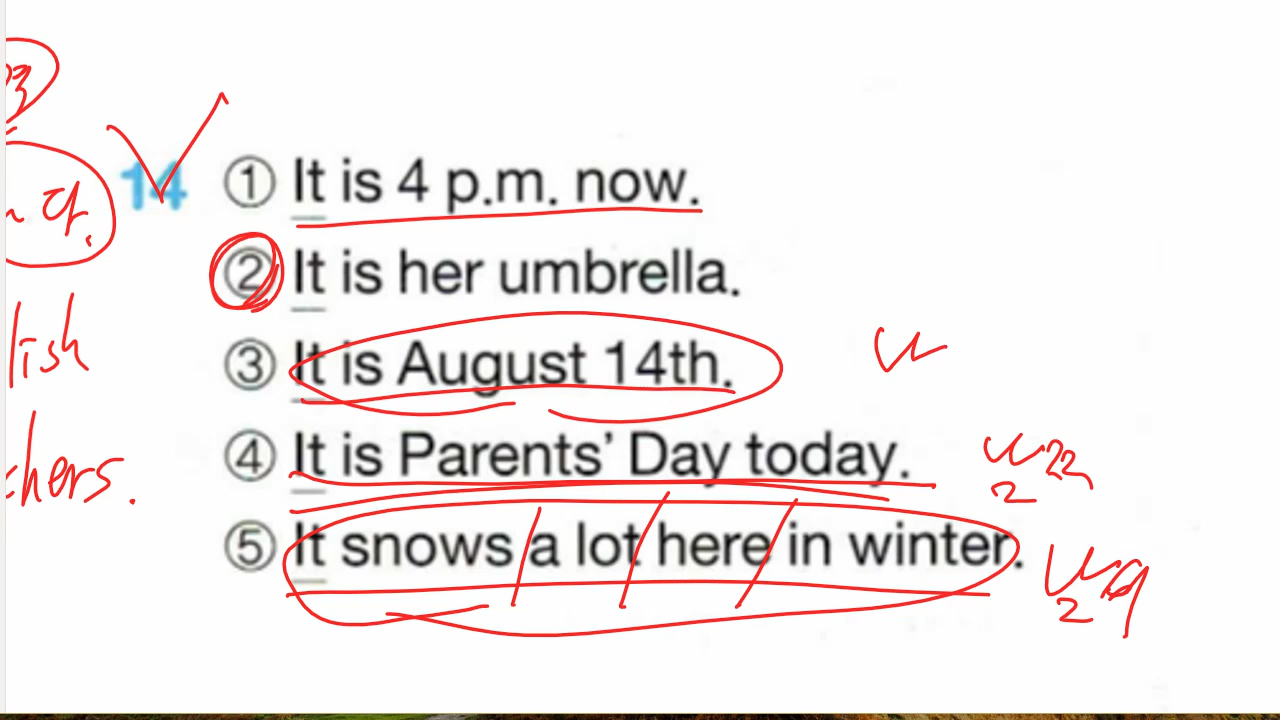 14 ① It is 4 p.m. now.
② It is her umbrella.
③ It is August 14th.
④ It is Parents' Day today.
⑤ It snows a lot here in winter.
lish
chers.